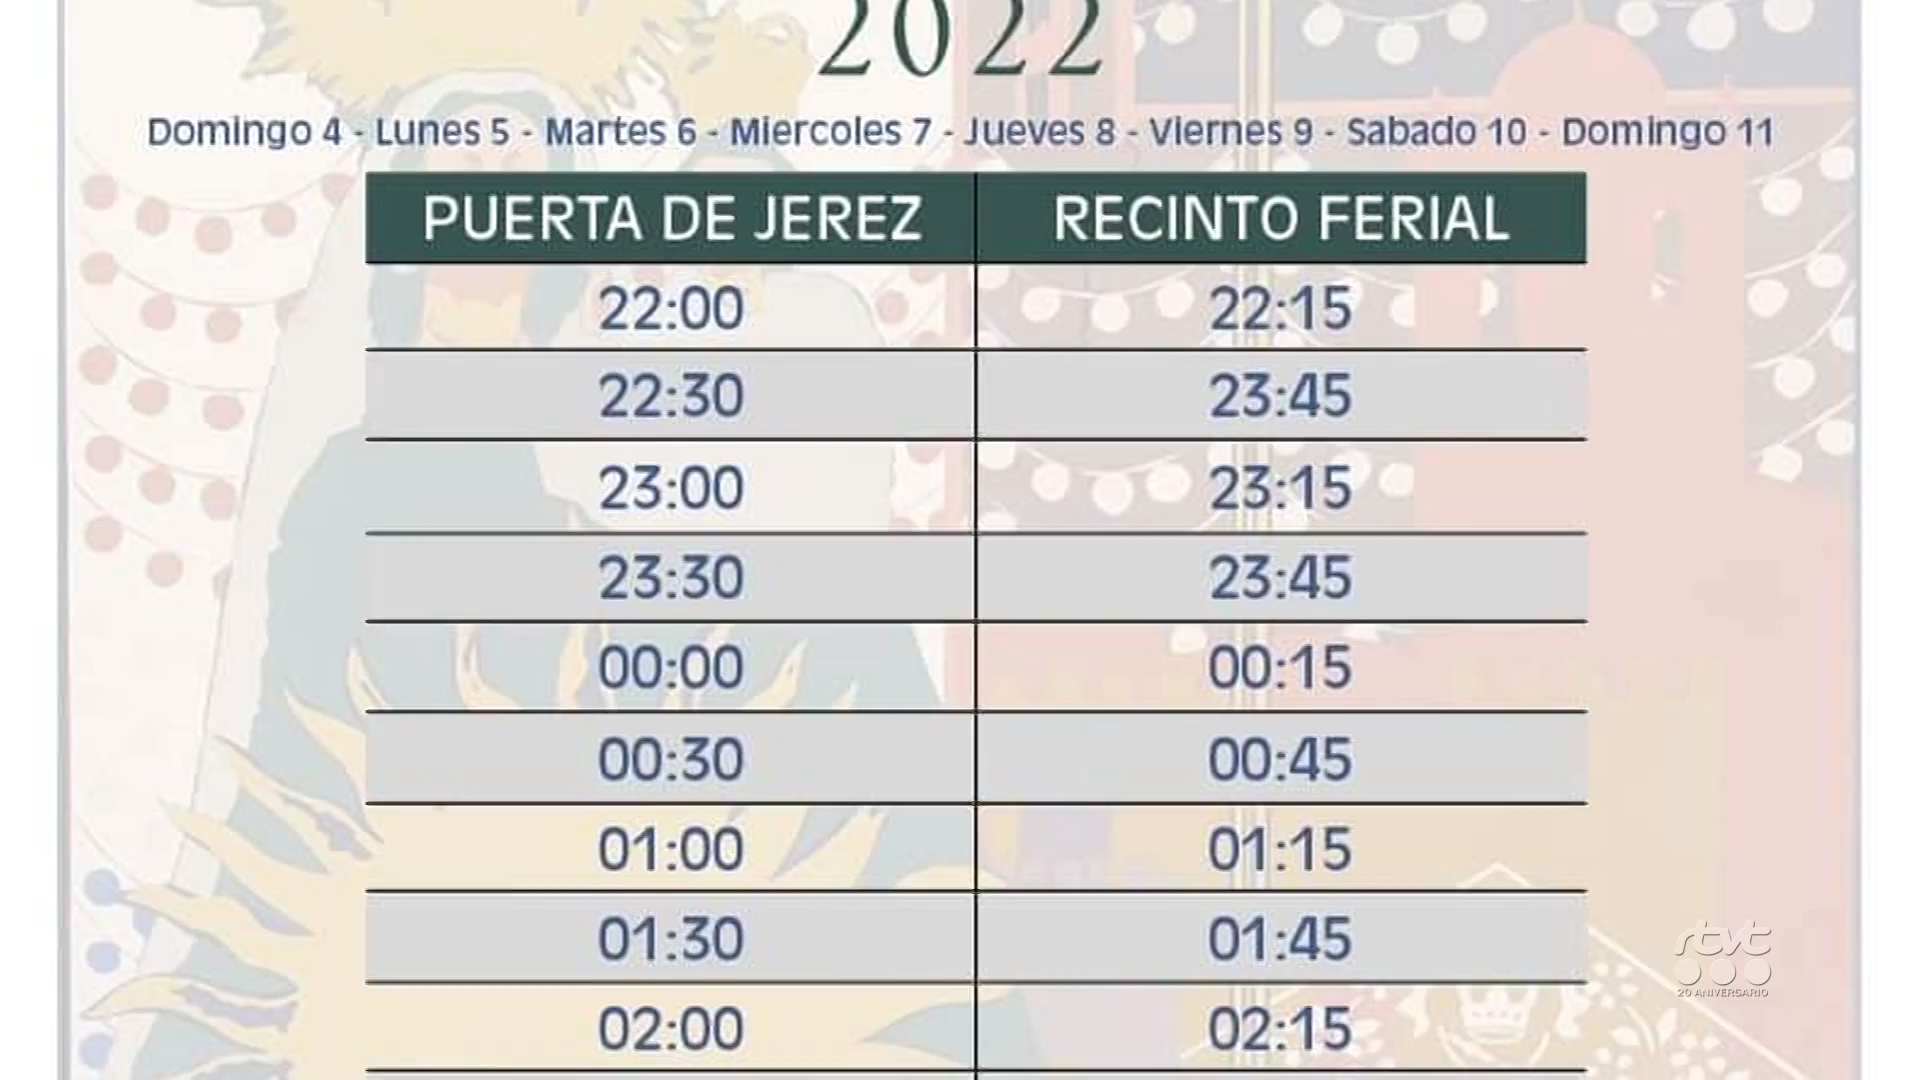 2022
Domingo 4 - Lunes 5 - Martes 6 - Miercoles 7 - Jueves 8 - Viernes 9 - Sabado 10 - Domingo 11
PUERTA DE JEREZ RECINTO FERIAL
22:00 22:15
22:30 23:45
23:00 23:15
23:30 23:45
00:00 00:15
00:30 00:45
01:00 01:15
01:30 01:45
02:00 02:15
rtvt
20 ANIVERSARIO